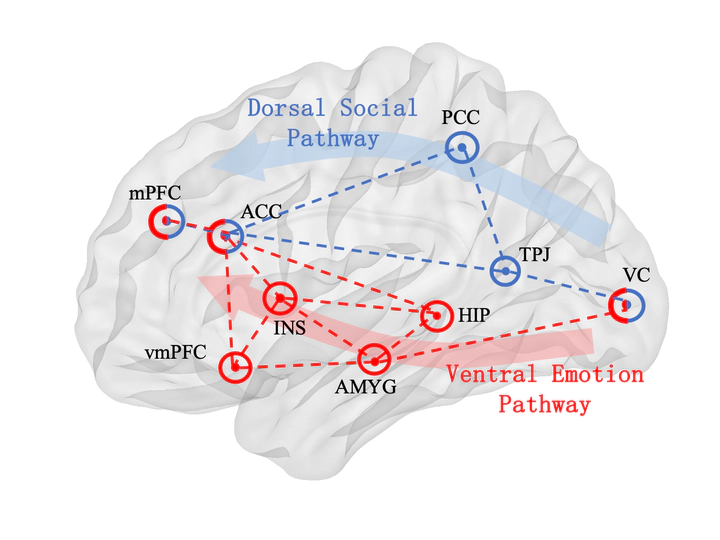 Dorsal Social
Pathway
PCC
mPFC
ACC
TPJ
VC
INS
HIP
vmPFC
AMYG
Ventral Emotion
Pathway